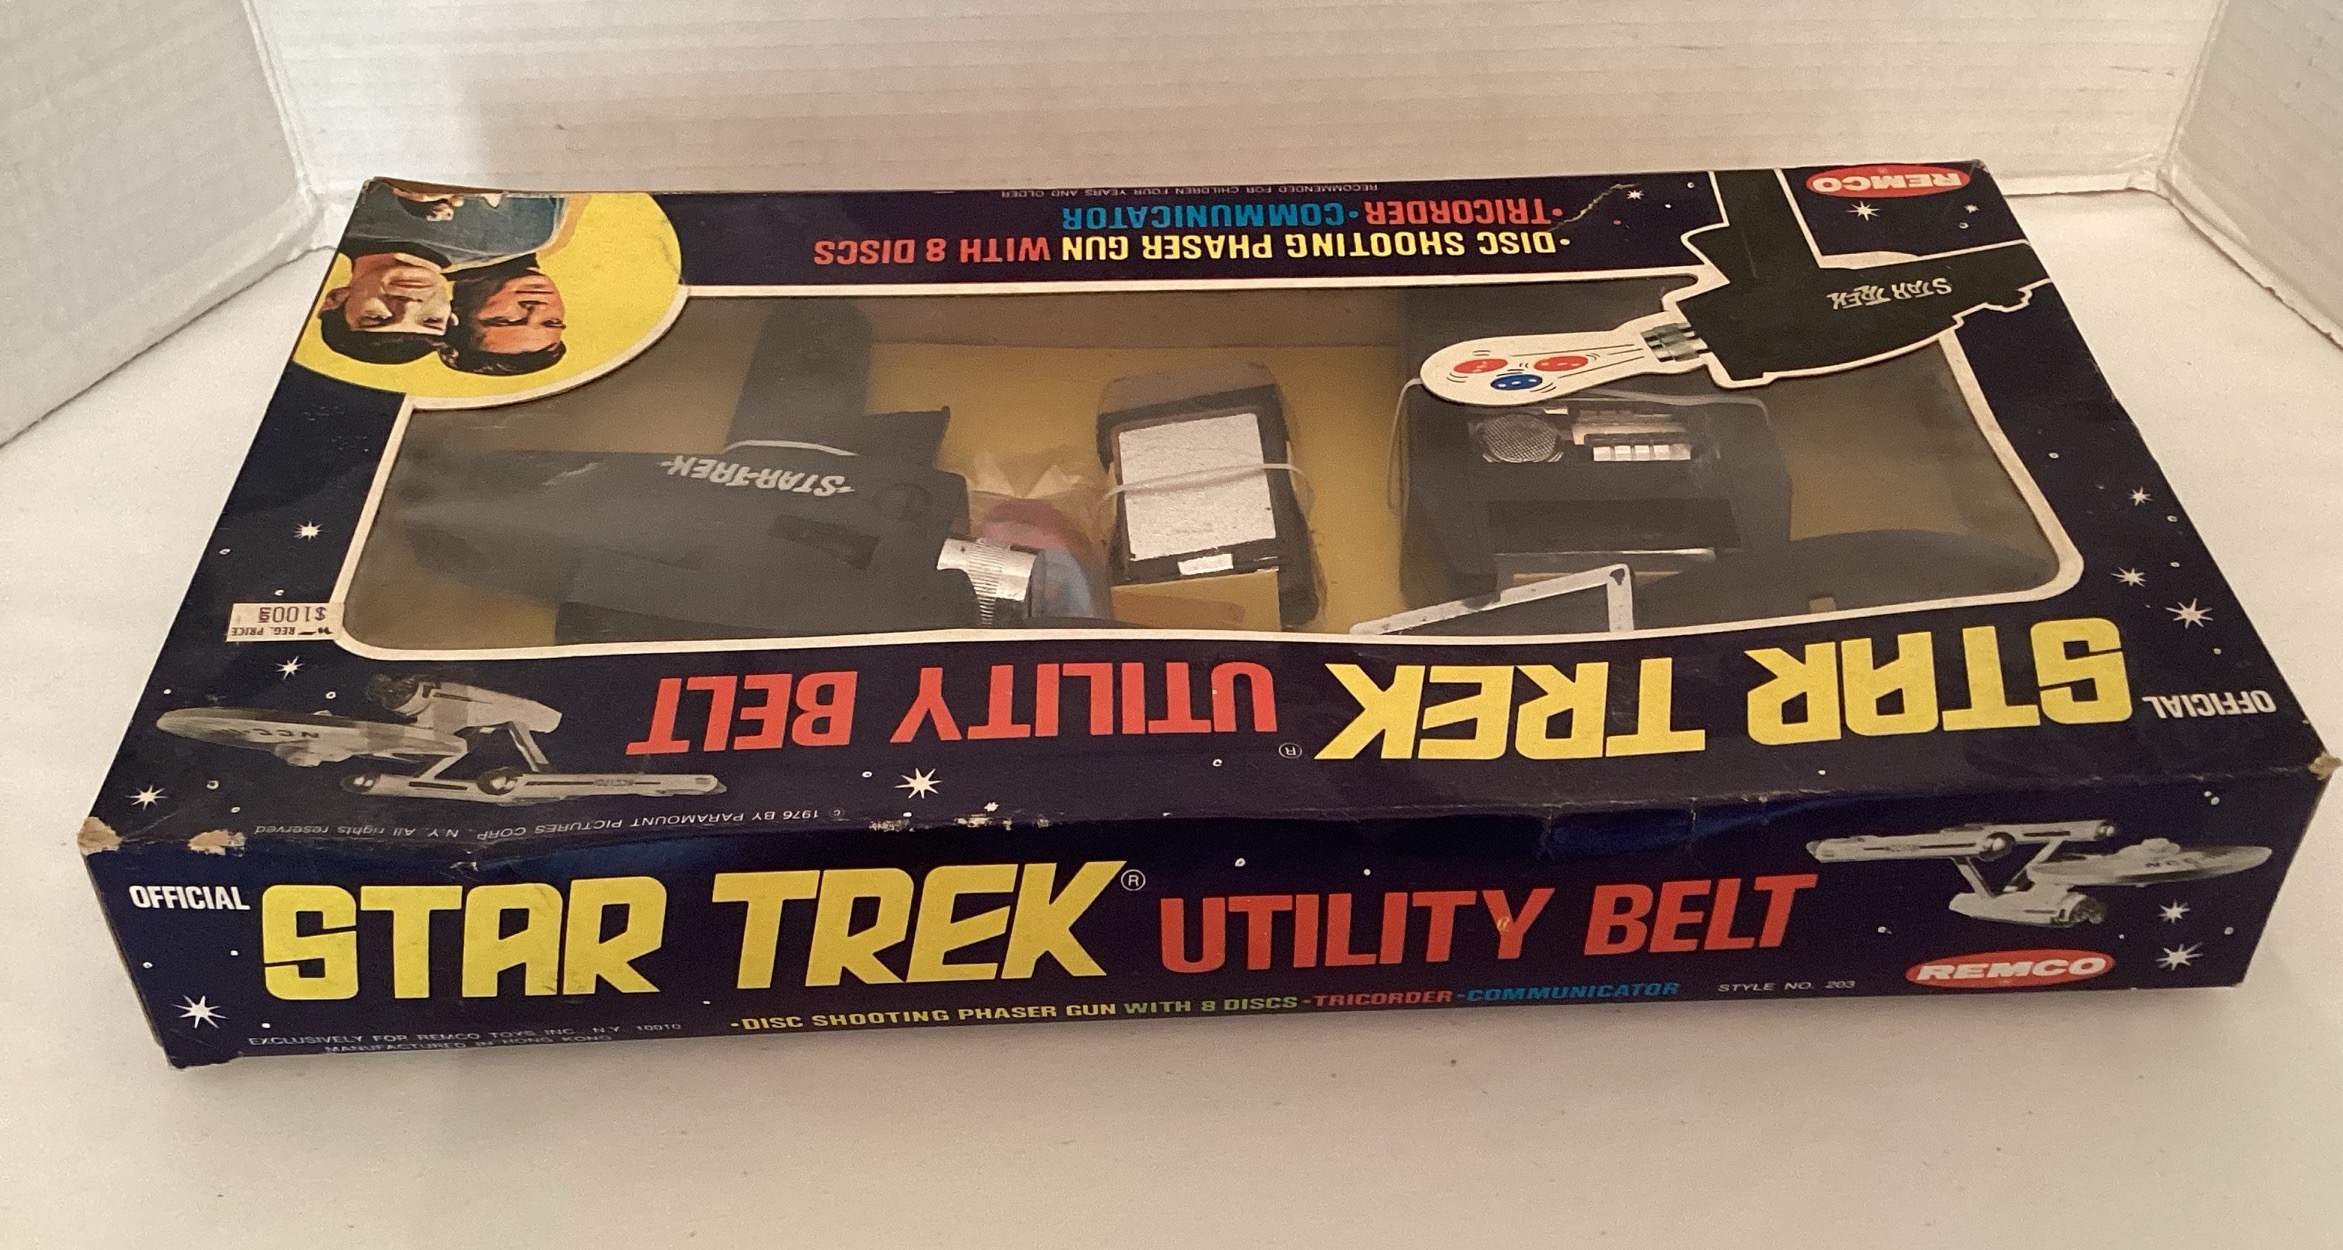 REMCO
®
RECOMMENDED FOR CHILDREN FOUR YEARS AND OLDER
•DISC SHOOTING PHASER GUN WITH 8 DISCS
•TRICORDER •COMMUNICATOR
STAR TREK
STAR TREK
REG. PRICE
OFFICIAL STAR TREK® UTILITY BELT
© 1976 BY PARAMOUNT PICTURES CORP. N.Y. All rights reserved
OFFICIAL STAR TREK® UTILITY BELT
REMCO
•DISC SHOOTING PHASER GUN WITH 8 DISCS •TRICORDER •COMMUNICATOR
STYLE NO. 203
EXCLUSIVELY FOR REMCO TOYS, INC. N.Y. 10010
MANUFACTURED IN HONG KONG